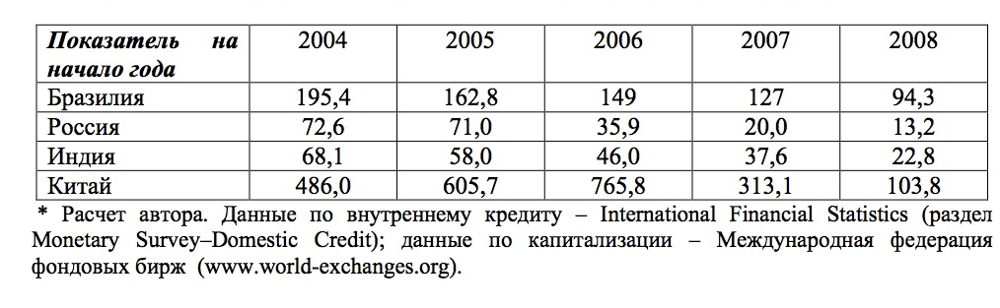 Показатель на 2004 2005 2006 2007 2008
начало года
Бразилия 195,4 162,8 149 127 94,3
Россия 72,6 71,0 35,9 20,0 13,2
Индия 68,1 58,0 46,0 37,6 22,8
Китай 486,0 605,7 765,8 313,1 103,8
* Расчет автора. Данные по внутреннему кредиту – International Financial Statistics (раздел
Monetary Survey–Domestic Credit); данные по капитализации – Международная федерация
фондовых бирж (www.world-exchanges.org).